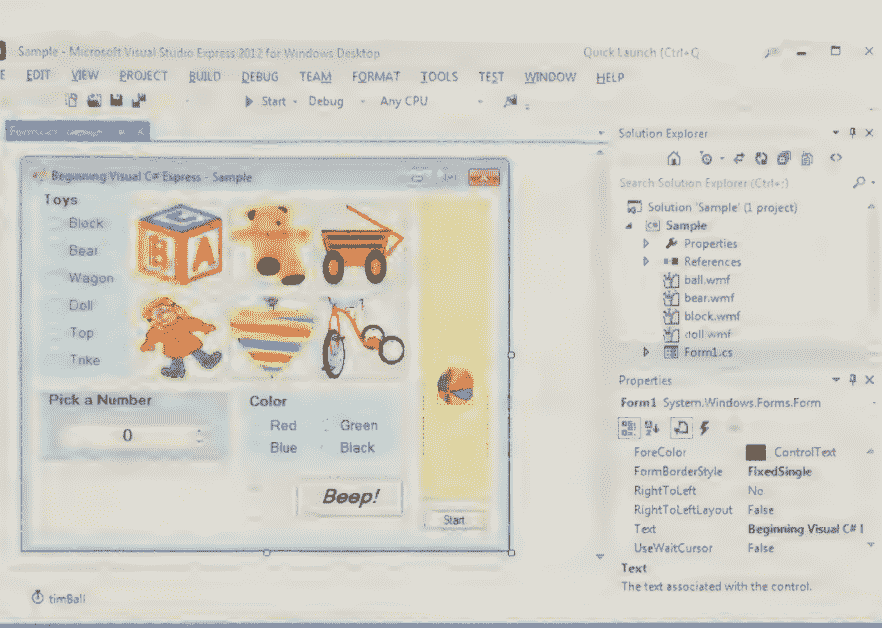 Sample - Microsoft Visual Studio Express 2012 for Windows Desktop
Quick Launch (Ctrl+Q
E EDIT VIEW PROJECT BUILD DEBUG TEAM FORMAT TOOLS TEST WINDOW HELP
Start Debug Any CPU
Solution Explorer
Search Solution Explorer (Ctrl+;)
Solution 'Sample' (1 project)
Sample
Properties
References
ball.wmf
bear.wmf
block.wmf
doll.wmf
Form1.cs
Beginning Visual C# Express - Sample
Toys
Block
Bear
Wagon
Doll
Top
Trike
C
B A
Pick a Number
0
Color
Red Green
Blue Black
Beep!
Start
Properties
Form1 System.Windows.Forms.Form
ForeColor ControlText
FormBorderStyle FixedSingle
RightToLeft No
RightToLeftLayout False
Text Beginning Visual C#
UseWaitCursor False
Text
The text associated with the control.
timBall